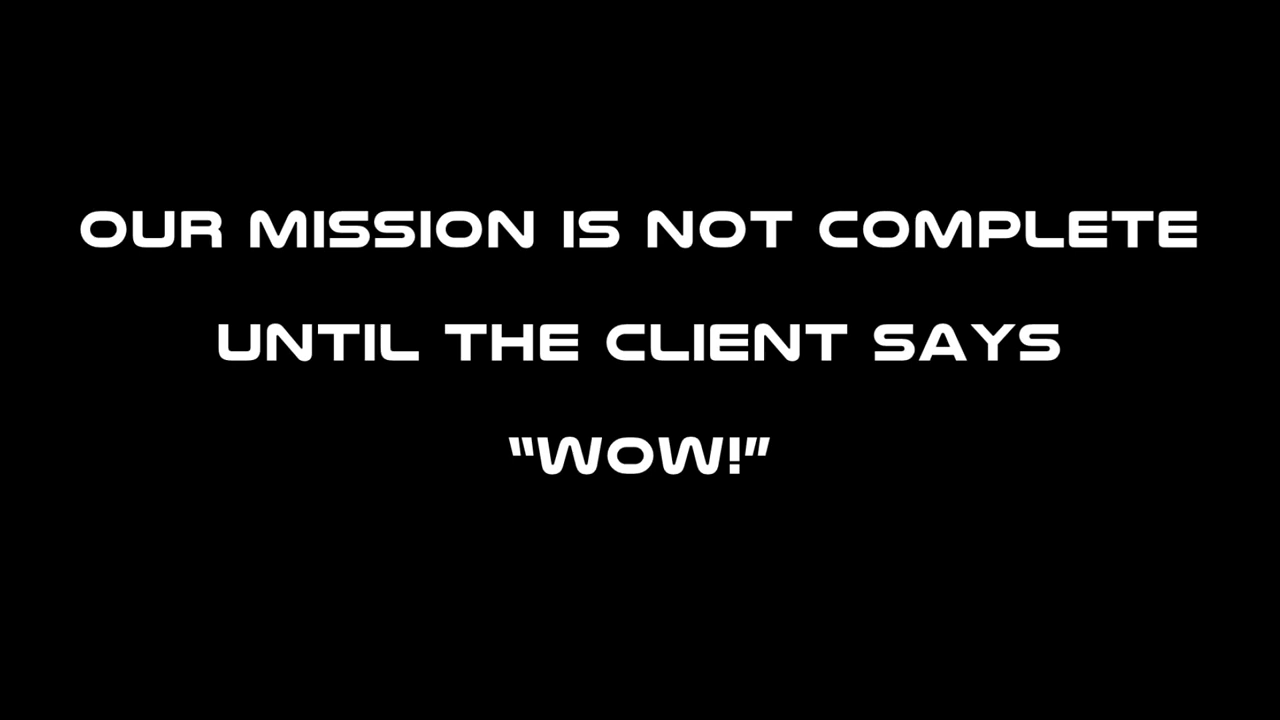 OUR MISSION IS NOT COMPLETE
UNTIL THE CLIENT SAYS
“WOW!”